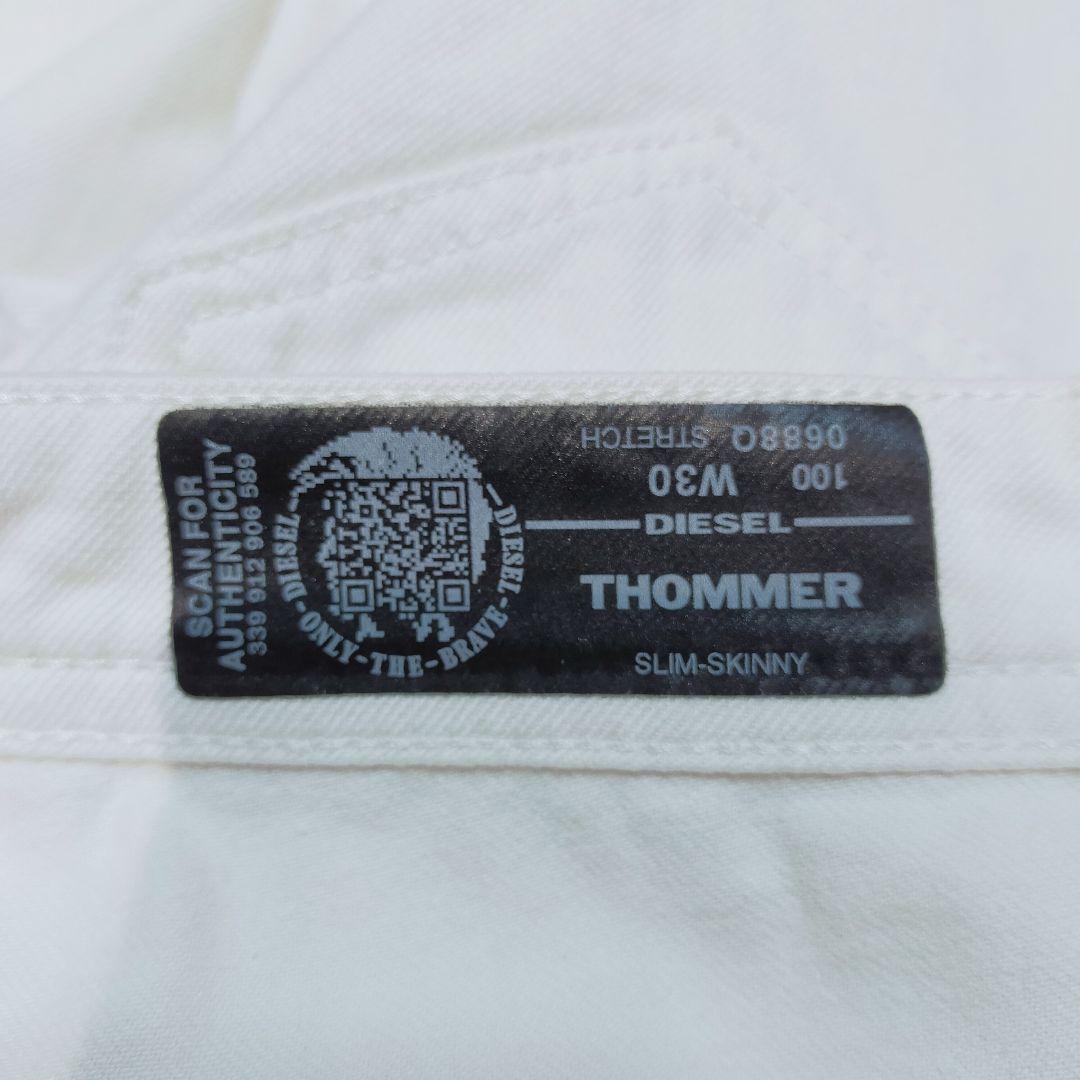 SCAN FOR
AUTHENTICITY
339 912 906 589
DIESEL-ONLY-THE-BRAVE-DIESEL
0688Q STRETCH
100 W30
DIESEL
THOMMER
SLIM-SKINNY